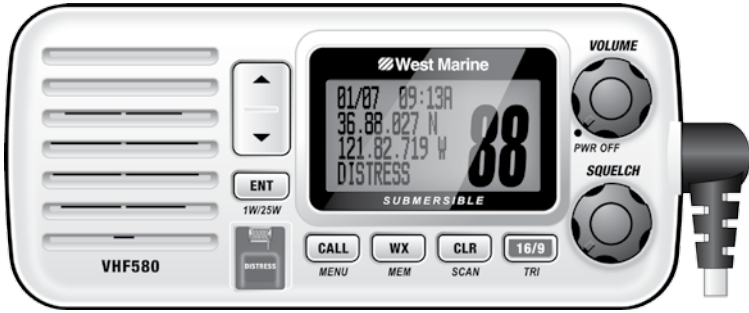 VOLUME
West Marine
01/07 09:13A
36.88.027 N
121.82.719 W
DISTRESS
88
PWR OFF
SQUELCH
SUBMERSIBLE
ENT
1W/25W
DISTRESS
CALL
WX
CLR
16/9
MENU
MEM
SCAN
TRI
VHF580